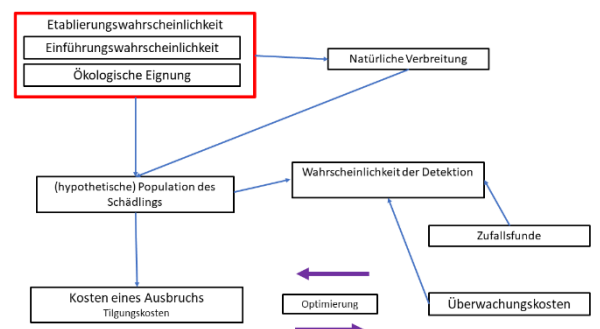 Etablierungswahrscheinlichkeit
Einführungswahrscheinlichkeit
Ökologische Eignung
Natürliche Verbreitung
(hypothetische) Population des
Schädlings
Wahrscheinlichkeit der Detektion
Zufallsfunde
Kosten eines Ausbruchs
Tilgungskosten
Optimierung
Überwachungskosten